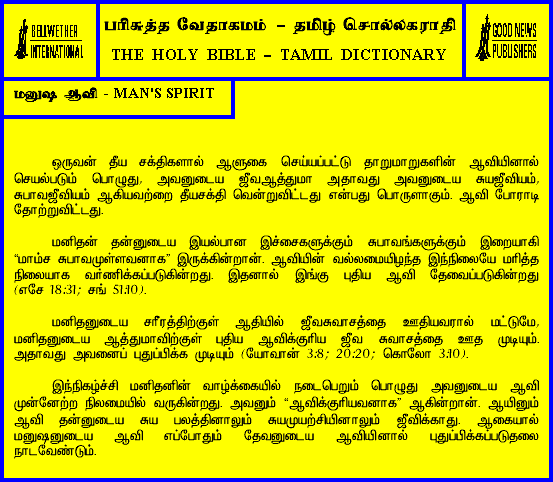 BELLWETHER
INTERNATIONAL
பரிசுத்த வேதாகமம் – தமிழ் சொல்லகராதி
THE HOLY BIBLE – TAMIL DICTIONARY
GOOD NEWS
PUBLISHERS
மனுஷ ஆவி - MAN'S SPIRIT
ஒருவன் தீய சக்திகளால் ஆளுகை செய்யப்பட்டு தாறுமாறுகளின் ஆவியினால்
செயல்படும் பொழுது, அவனுடைய ஜீவஆத்துமா அதாவது அவனுடைய சுயஜீவியம்,
சுபாவஜீவியம் ஆகியவற்றை தீயசக்தி வென்றுவிட்டது என்பது பொருளாகும். ஆவி போராடி
தோற்றுவிட்டது.
மனிதன் தன்னுடைய இயல்பான இச்சைகளுக்கும் சுபாவங்களுக்கும் இறையாகி
“மாம்ச சுபாவமுள்ளவனாக” இருக்கின்றான். ஆவியின் வல்லமையிழந்த இந்நிலையே மரித்த
நிலையாக வர்ணிக்கப்படுகின்றது. இதனால் இங்கு புதிய ஆவி தேவைப்படுகின்றது
(எசே 18:31; சங் 51:10).
மனிதனுடைய சரீரத்திற்குள் ஆதியில் ஜீவசுவாசத்தை ஊதியவரால் மட்டுமே,
மனிதனுடைய ஆத்துமாவிற்குள் புதிய ஆவிக்குரிய ஜீவ சுவாசத்தை ஊத முடியும்.
அதாவது அவனைப் புதுப்பிக்க முடியும் (யோவான் 3:8; 20:20; கொலோ 3:10).
இந்நிகழ்ச்சி மனிதனின் வாழ்க்கையில் நடைபெறும் பொழுது அவனுடைய ஆவி
முன்னேற்ற நிலமையில் வருகின்றது. அவனும் “ஆவிக்குரியவனாக” ஆகின்றான். ஆயினும்
ஆவி தன்னுடைய சுய பலத்தினாலும் சுயமுயற்சியினாலும் ஜீவிக்காது. ஆகையால்
மனுஷனுடைய ஆவி எப்போதும் தேவனுடைய ஆவியினால் புதுப்பிக்கப்படுதலை
நாடவேண்டும்.